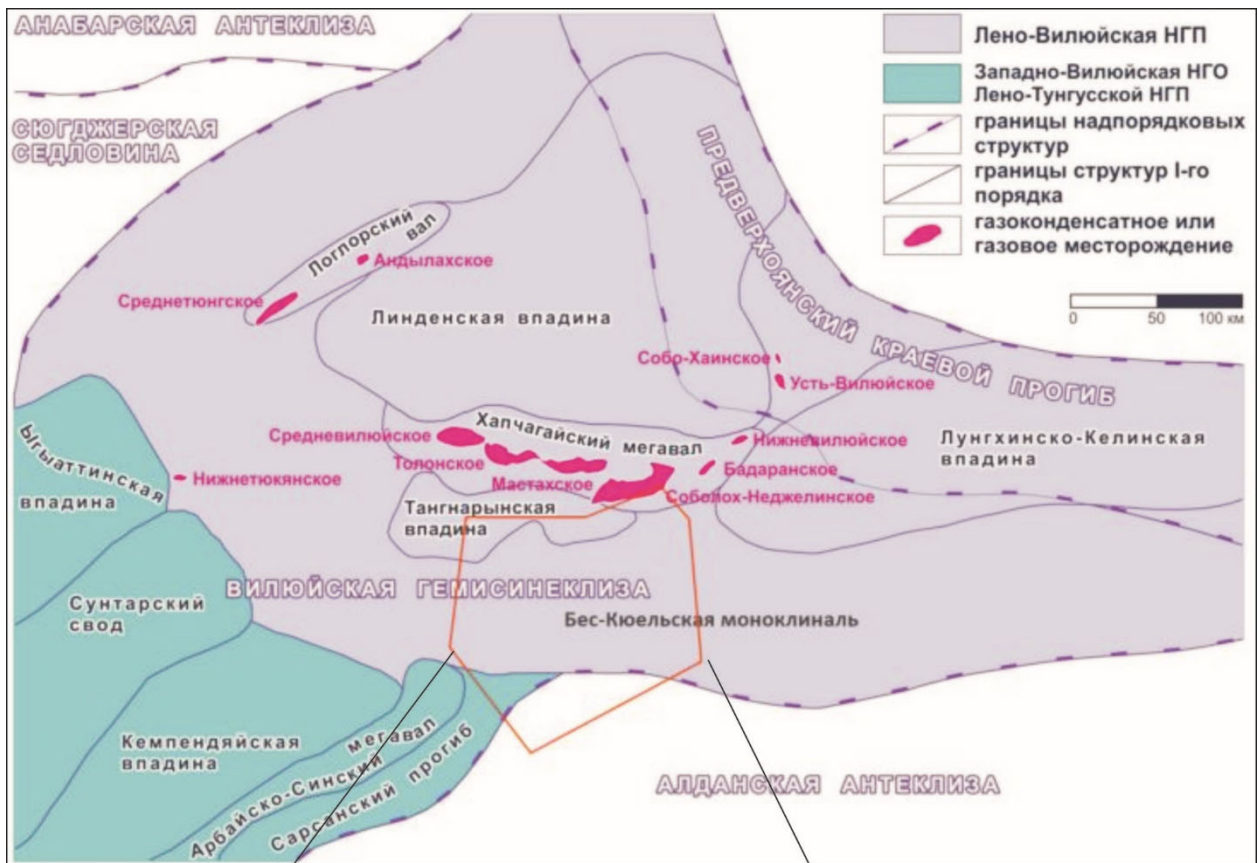 АНАБАРСКАЯ АНТЕКЛИЗА
СЮГДЖЕРСКАЯ
СЕДЛОВИНА
Лено-Вилюйская НГП
Западно-Вилюйская НГО
Лено-Тунгусской НГП
границы надпорядковых
структур
границы структур I-го
порядка
газоконденсатное или
газовое месторождение
0 50 100 км
ПРЕДВЕРХОЯНСКИЙ КРАЕВОЙ ПРОГИБ
Логпорский
вал
Андылахское
Среднетюнгское
Линденская впадина
Собо-Хаинское
Усть-Вилюйское
Хапчагайский мегавал
Средневилюйское
Нижневилюйское
Лунгхинско-Келинская
впадина
Толонское
Бадаранское
Мастахское
Соболох-Неджелинское
Ыгыаттинская
впадина
Нижнетюкянское
Тангнарынская
впадина
ВИЛЮЙСКАЯ ГЕМИСИНЕКЛИЗА
Сунтарский
свод
Бес-Кюельская моноклиналь
Кемпендяйская
впадина
Арбайско-Синский мегавал
Сарсанский прогиб
АЛДАНСКАЯ АНТЕКЛИЗА